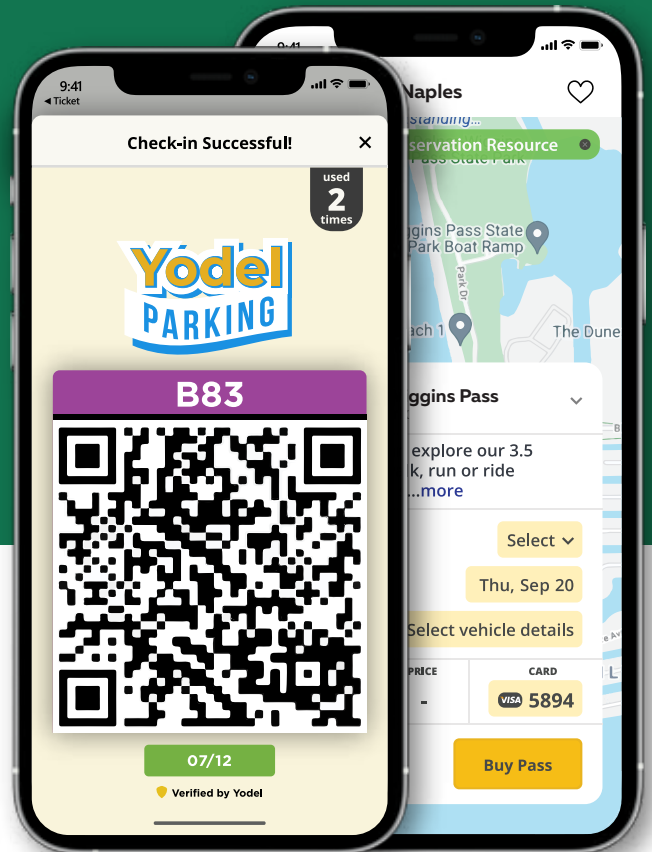 9:41
◀ Ticket
Check-in Successful!
used
2
times
Yodel
PARKING
B83
07/12
Verified by Yodel
9:41
Naples
standing...
servation Resource
Pass State Park
ggins Pass State
Park Boat Ramp
Park Dr
ach 1
The Dune
ggins Pass
explore our 3.5
k, run or ride
...more
Select
Thu, Sep 20
Select vehicle details
PRICE
-
CARD
VISA 5894
Buy Pass